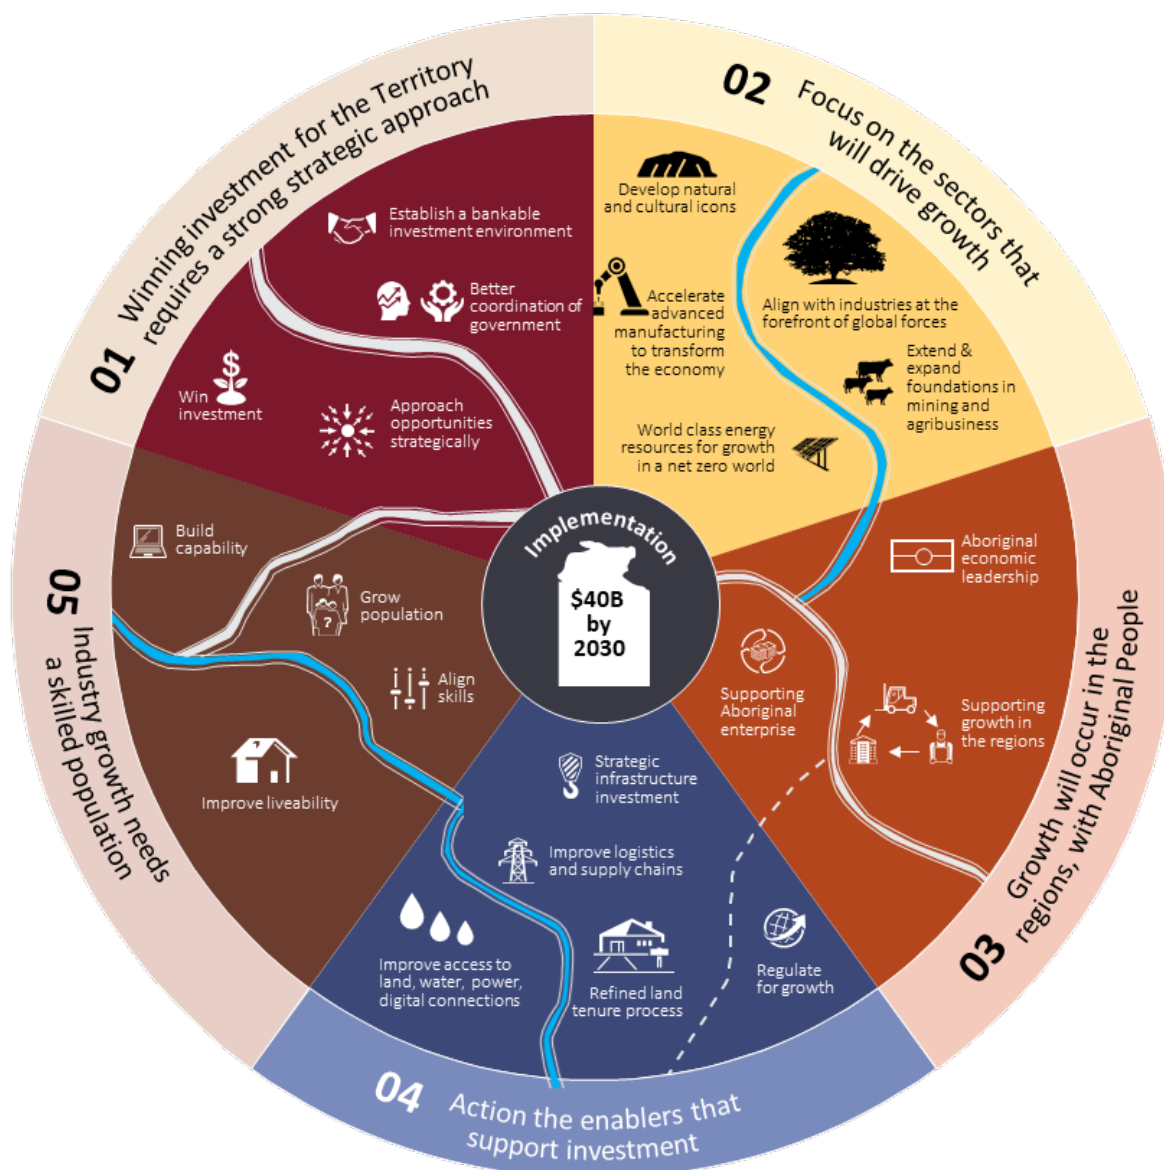 01
Winning investment for the Territory
requires a strong strategic approach
Establish a bankable
investment environment
Better
coordination of
government
$
Win
investment
Approach
opportunities
strategically
02
Focus on the sectors that
will drive growth
Develop natural
and cultural icons
Accelerate
advanced
manufacturing
to transform
the economy
Align with industries at the
forefront of global forces
Extend &
expand
foundations in
mining and
agribusiness
World class energy
resources for growth
in a net zero world
03
Growth will occur in the
regions, with Aboriginal People
Aboriginal
economic
leadership
Supporting
Aboriginal
enterprise
Supporting
growth in
the regions
04
Action the enablers that
support investment
Strategic
infrastructure
investment
Improve logistics
and supply chains
Improve access to
land, water, power,
digital connections
Refined land
tenure process
Regulate
for growth
05
Industry growth needs
a skilled population
Build
capability
Grow
population
?
Align
skills
Improve liveability
Implementation
$40B
by
2030